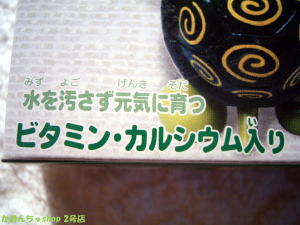 みず よご げんき そだ
水を汚さず元気に育つ
い
ビタミン・カルシウム入り
かめんちゅshop 2号店